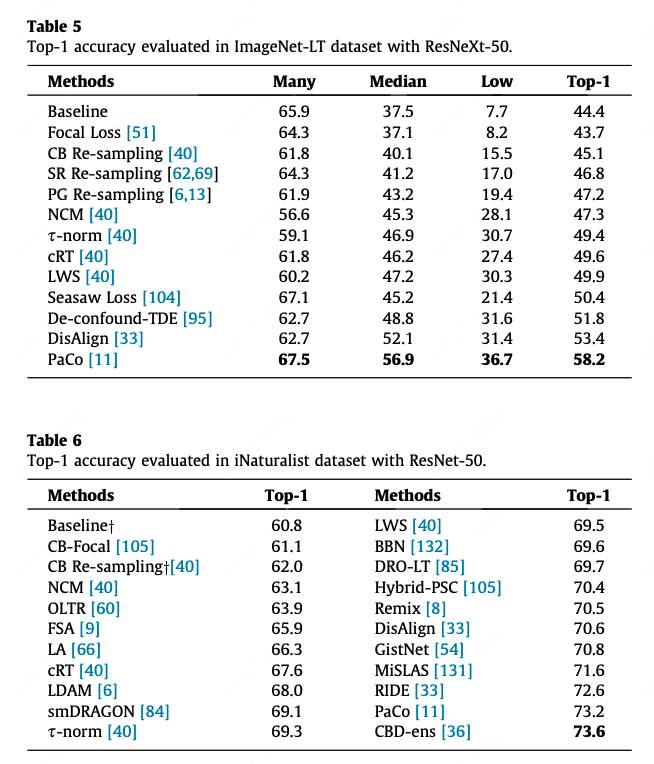 Table 5
Top-1 accuracy evaluated in ImageNet-LT dataset with ResNeXt-50.
Methods Many Median Low Top-1
Baseline 65.9 37.5 7.7 44.4
Focal Loss [51] 64.3 37.1 8.2 43.7
CB Re-sampling [40] 61.8 40.1 15.5 45.1
SR Re-sampling [62,69] 64.3 41.2 17.0 46.8
PG Re-sampling [6,13] 61.9 43.2 19.4 47.2
NCM [40] 56.6 45.3 28.1 47.3
τ-norm [40] 59.1 46.9 30.7 49.4
cRT [40] 61.8 46.2 27.4 49.6
LWS [40] 60.2 47.2 30.3 49.9
Seasaw Loss [104] 67.1 45.2 21.4 50.4
De-confound-TDE [95] 62.7 48.8 31.6 51.8
DisAlign [33] 62.7 52.1 31.4 53.4
PaCo [11] 67.5 56.9 36.7 58.2
Table 6
Top-1 accuracy evaluated in iNaturalist dataset with ResNet-50.
Methods Top-1 Methods Top-1
Baseline† 60.8 LWS [40] 69.5
CB-Focal [105] 61.1 BBN [132] 69.6
CB Re-sampling†[40] 62.0 DRO-LT [85] 69.7
NCM [40] 63.1 Hybrid-PSC [105] 70.4
OLTR [60] 63.9 Remix [8] 70.5
FSA [9] 65.9 DisAlign [33] 70.6
LA [66] 66.3 GistNet [54] 70.8
cRT [40] 67.6 MiSLAS [131] 71.6
LDAM [6] 68.0 RIDE [33] 72.6
smDRAGON [84] 69.1 PaCo [11] 73.2
τ-norm [40] 69.3 CBD-ens [36] 73.6